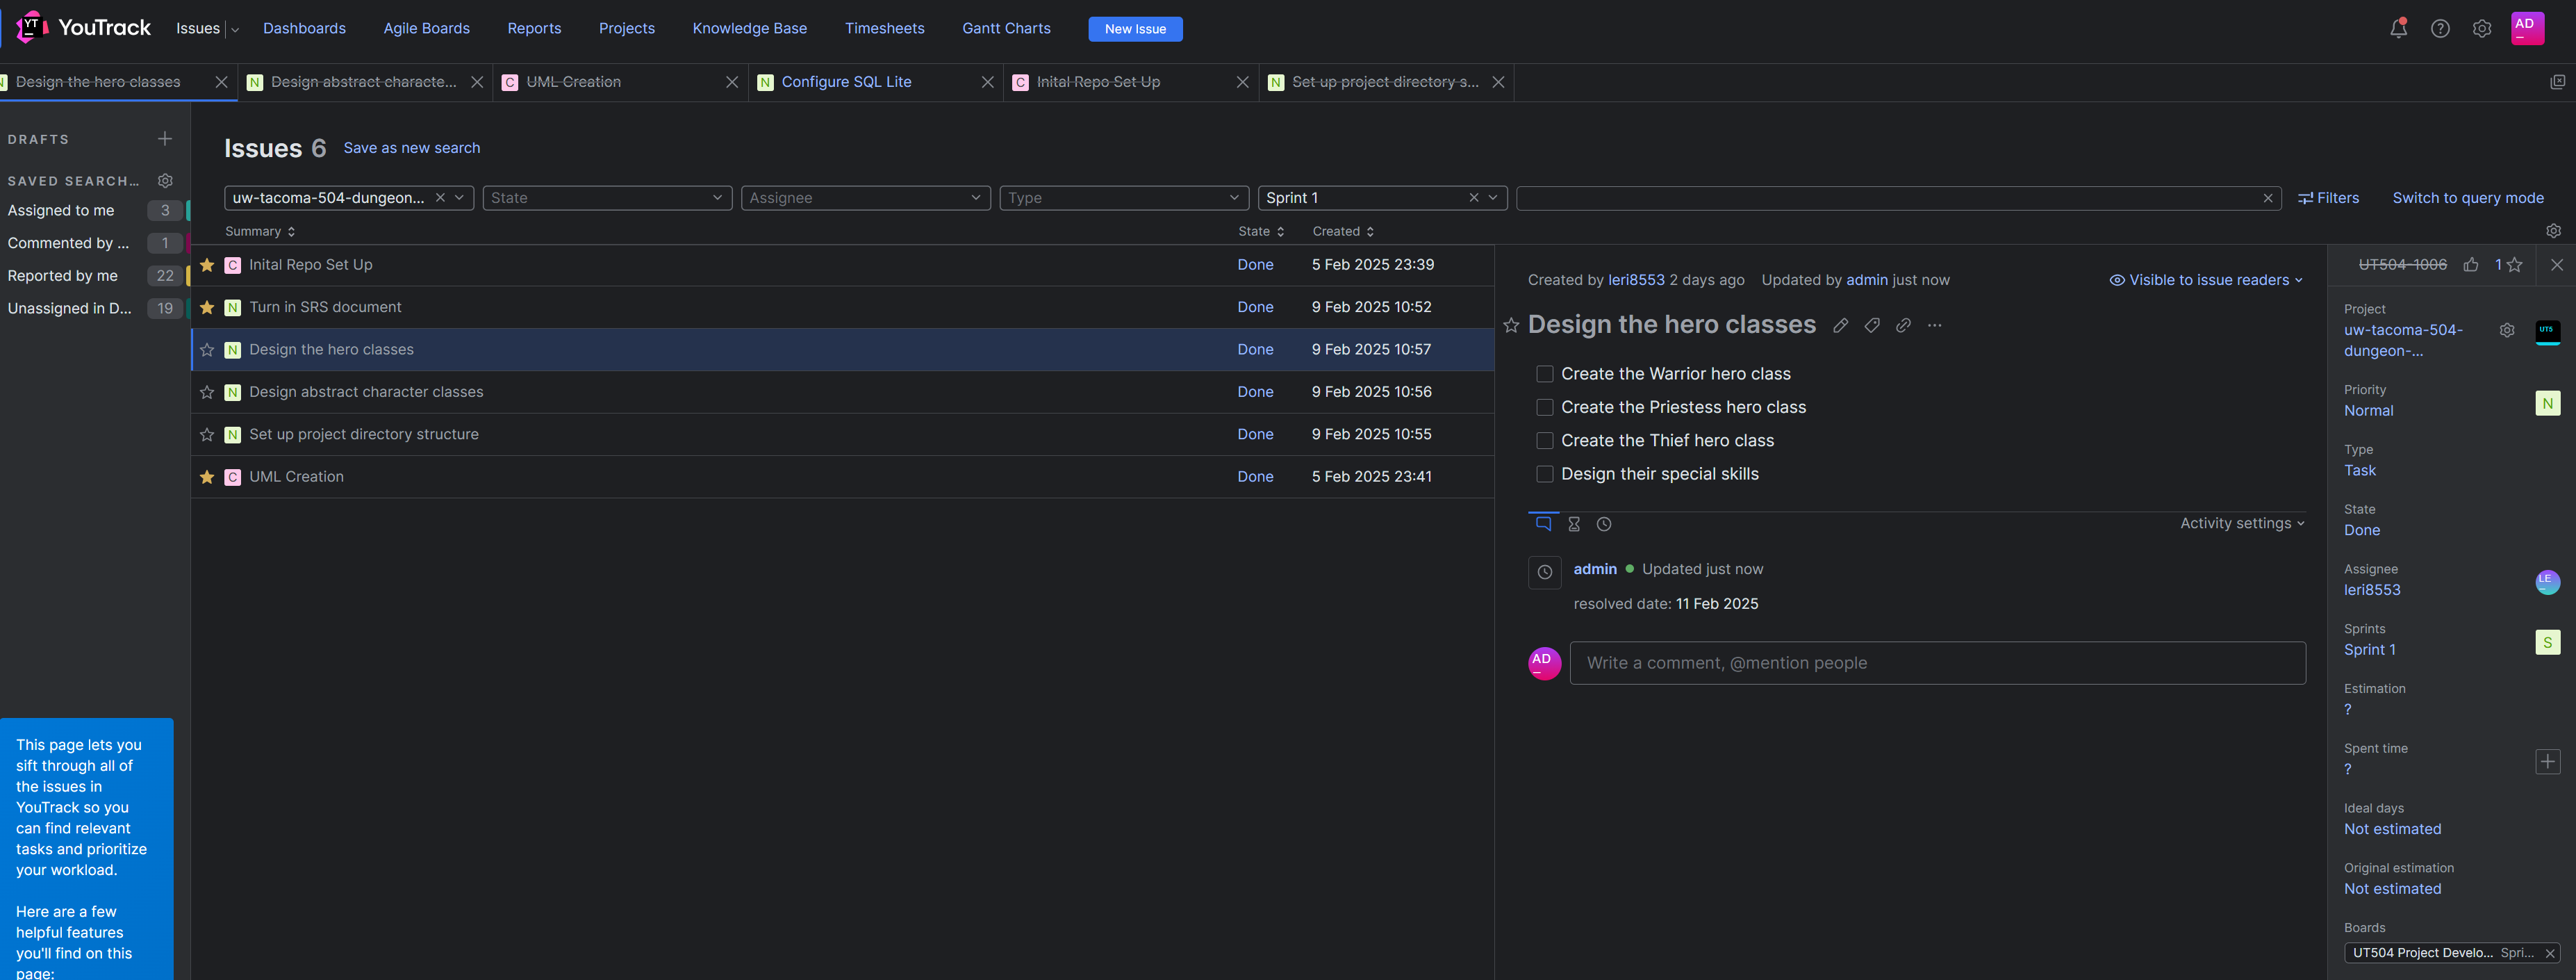 YT
YouTrack
Issues
Dashboards
Agile Boards
Reports
Projects
Knowledge Base
Timesheets
Gantt Charts
New Issue
AD
N Design the hero classes
N Design abstract characte...
C UML Creation
N Configure SQL Lite
C Inital Repo Set Up
N Set up project directory s...
DRAFTS
SAVED SEARCH...
Assigned to me 3
Commented by ... 1
Reported by me 22
Unassigned in D... 19
This page lets you
sift through all of
the issues in
YouTrack so you
can find relevant
tasks and prioritize
your workload.
Here are a few
helpful features
you'll find on this
page:
Issues 6 Save as new search
uw-tacoma-504-dungeon...
State
Assignee
Type
Sprint 1
Filters
Switch to query mode
Summary State Created
C Inital Repo Set Up Done 5 Feb 2025 23:39
N Turn in SRS document Done 9 Feb 2025 10:52
N Design the hero classes Done 9 Feb 2025 10:57
N Design abstract character classes Done 9 Feb 2025 10:56
N Set up project directory structure Done 9 Feb 2025 10:55
C UML Creation Done 5 Feb 2025 23:41
Created by leri8553 2 days ago Updated by admin just now
Visible to issue readers
Design the hero classes
Create the Warrior hero class
Create the Priestess hero class
Create the Thief hero class
Design their special skills
Activity settings
admin Updated just now
resolved date: 11 Feb 2025
AD
Write a comment, @mention people
UT504-1006 1
Project
uw-tacoma-504-
dungeon-...
UT5
Priority
Normal N
Type
Task
State
Done
Assignee
leri8553 LE
Sprints
Sprint 1 S
Estimation
?
Spent time
?
Ideal days
Not estimated
Original estimation
Not estimated
Boards
UT504 Project Develo... Spri...